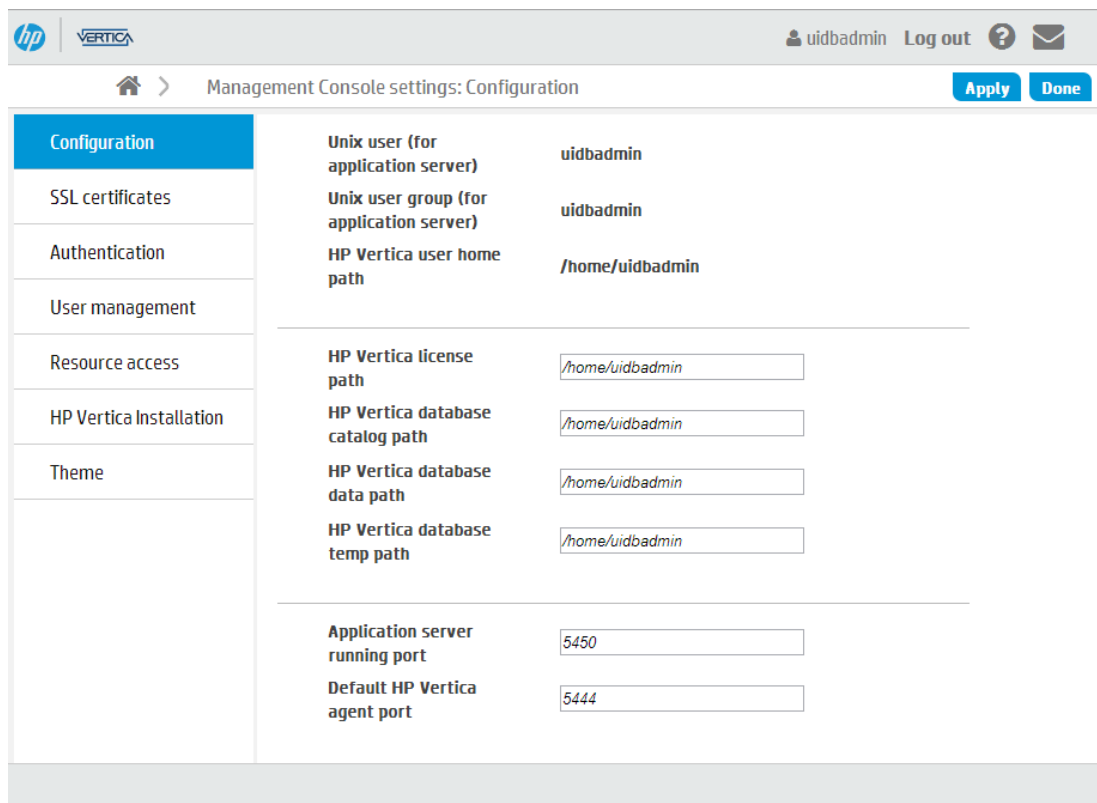 hp VERTICA uidbadmin Log out ?
Management Console settings: Configuration Apply Done
Configuration
SSL certificates
Authentication
User management
Resource access
HP Vertica Installation
Theme
Unix user (for
application server)
uidbadmin
Unix user group (for
application server)
uidbadmin
HP Vertica user home
path
/home/uidbadmin
HP Vertica license
path
/home/uidbadmin
HP Vertica database
catalog path
/home/uidbadmin
HP Vertica database
data path
/home/uidbadmin
HP Vertica database
temp path
/home/uidbadmin
Application server
running port
5450
Default HP Vertica
agent port
5444